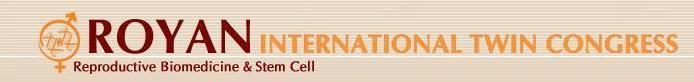 ROYAN INTERNATIONAL TWIN CONGRESS
Reproductive Biomedicine & Stem Cell